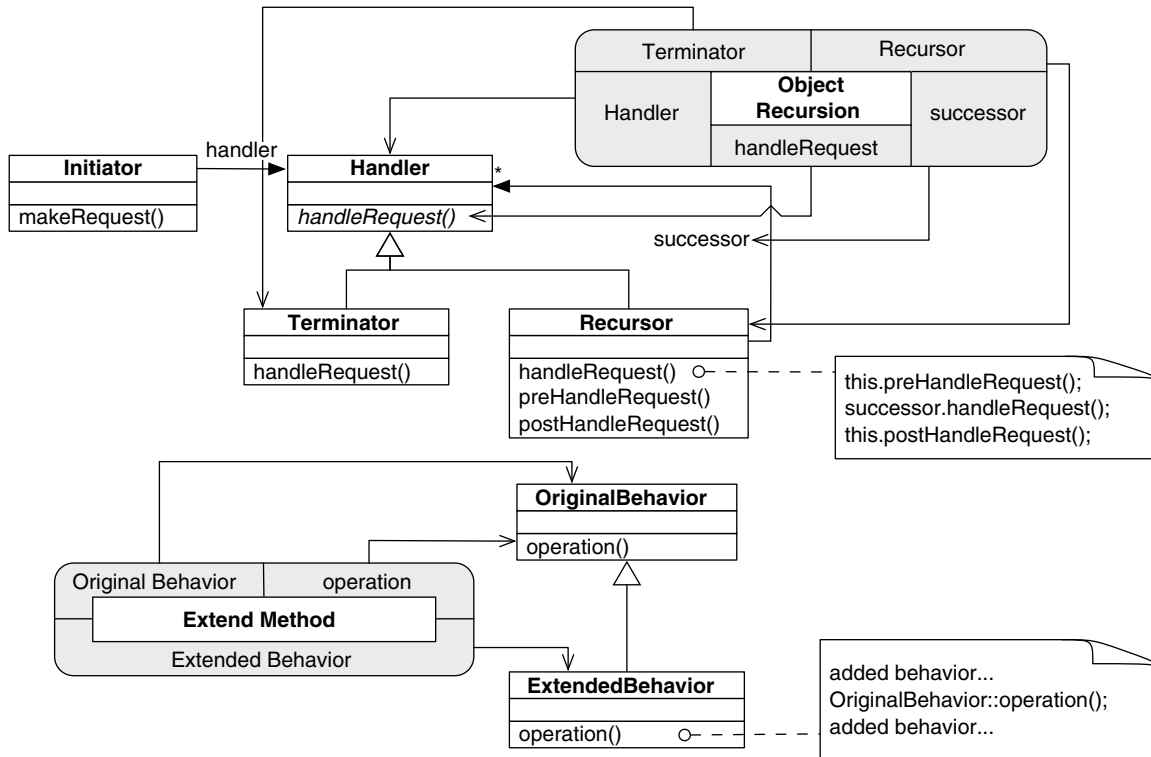 Terminator
Recursor
Handler
Object
Recursion
successor
handleRequest
Initiator
makeRequest()
handler
Handler
*
handleRequest()
successor
Terminator
handleRequest()
Recursor
handleRequest()
preHandleRequest()
postHandleRequest()
this.preHandleRequest();
successor.handleRequest();
this.postHandleRequest();
OriginalBehavior
operation()
Original Behavior
operation
Extend Method
Extended Behavior
ExtendedBehavior
operation()
added behavior...
OriginalBehavior::operation();
added behavior...